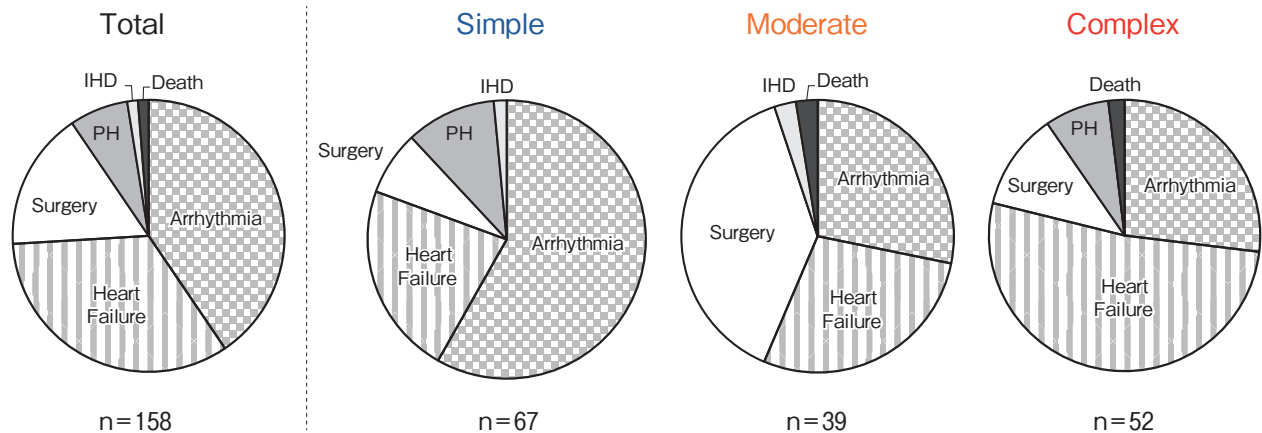 Total
IHD
Death
PH
Surgery
Arrhythmia
Heart
Failure
n=158
Simple
IHD
PH
Surgery
Heart
Failure
Arrhythmia
n=67
Moderate
IHD
Death
Arrhythmia
Surgery
Heart
Failure
n=39
Complex
Death
PH
Surgery
Arrhythmia
Heart
Failure
n=52